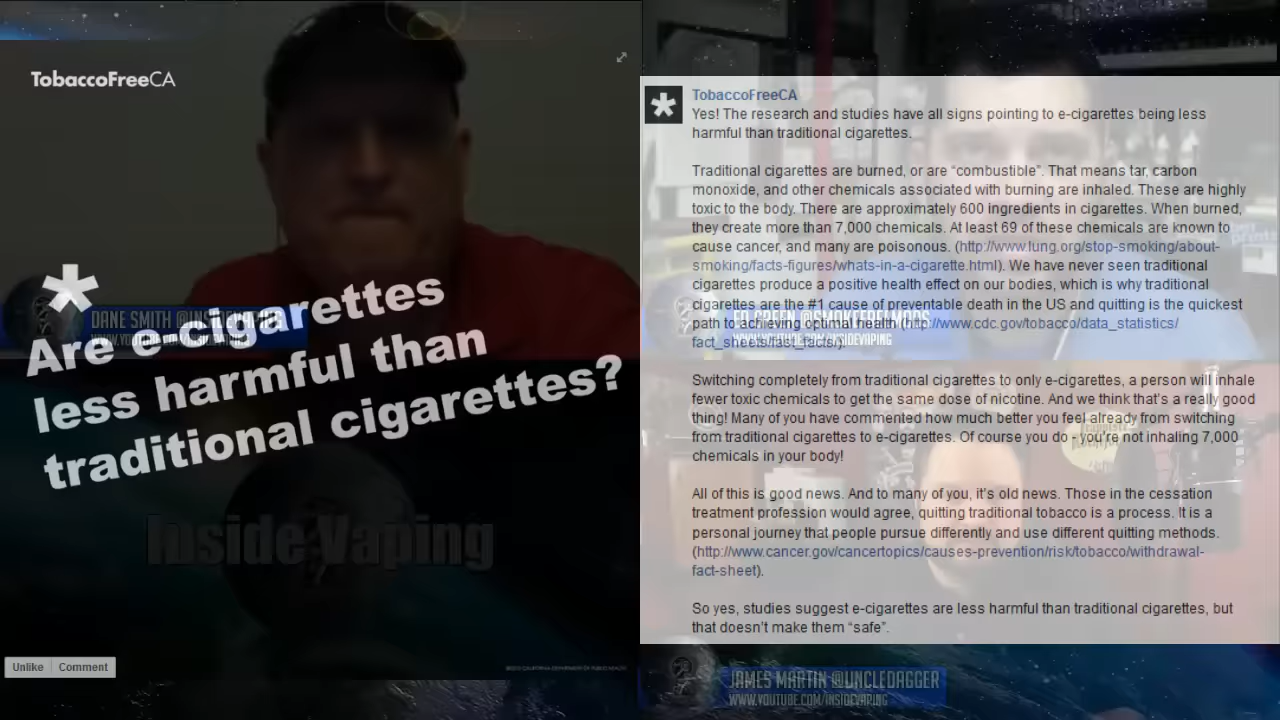 TobaccoFreeCA
*
Are e-cigarettes
less harmful than
traditional cigarettes?
DANE SMITH
WWW.YOUTUBE
Inside Vaping
Unlike Comment
TobaccoFreeCA
Yes! The research and studies have all signs pointing to e-cigarettes being less
harmful than traditional cigarettes.
Traditional cigarettes are burned, or are “combustible”. That means tar, carbon
monoxide, and other chemicals associated with burning are inhaled. These are highly
toxic to the body. There are approximately 600 ingredients in cigarettes. When burned,
they create more than 7,000 chemicals. At least 69 of these chemicals are known to
cause cancer, and many are poisonous. (http://www.lung.org/stop-smoking/about-
smoking/facts-figures/whats-in-a-cigarette.html). We have never seen traditional
cigarettes produce a positive health effect on our bodies, which is why traditional
cigarettes are the #1 cause of preventable death in the US and quitting is the quickest
path to achieving optimal health (http://www.cdc.gov/tobacco/data_statistics/
fact_sheets/fast_facts/).
ED GREEN @SMOKEFREEMODS
WWW.YOUTUBE.COM/INSIDEVAPING
Switching completely from traditional cigarettes to only e-cigarettes, a person will inhale
fewer toxic chemicals to get the same dose of nicotine. And we think that's a really good
thing! Many of you have commented how much better you feel already from switching
from traditional cigarettes to e-cigarettes. Of course you do - you're not inhaling 7,000
chemicals in your body!
All of this is good news. And to many of you, it's old news. Those in the cessation
treatment profession would agree, quitting traditional tobacco is a process. It is a
personal journey that people pursue differently and use different quitting methods.
(http://www.cancer.gov/cancertopics/causes-prevention/risk/tobacco/withdrawal-
fact-sheet).
So yes, studies suggest e-cigarettes are less harmful than traditional cigarettes, but
that doesn't make them “safe”.
JAMES MARTIN @UNCLEDAGGER
WWW.YOUTUBE.COM/INSIDEVAPING